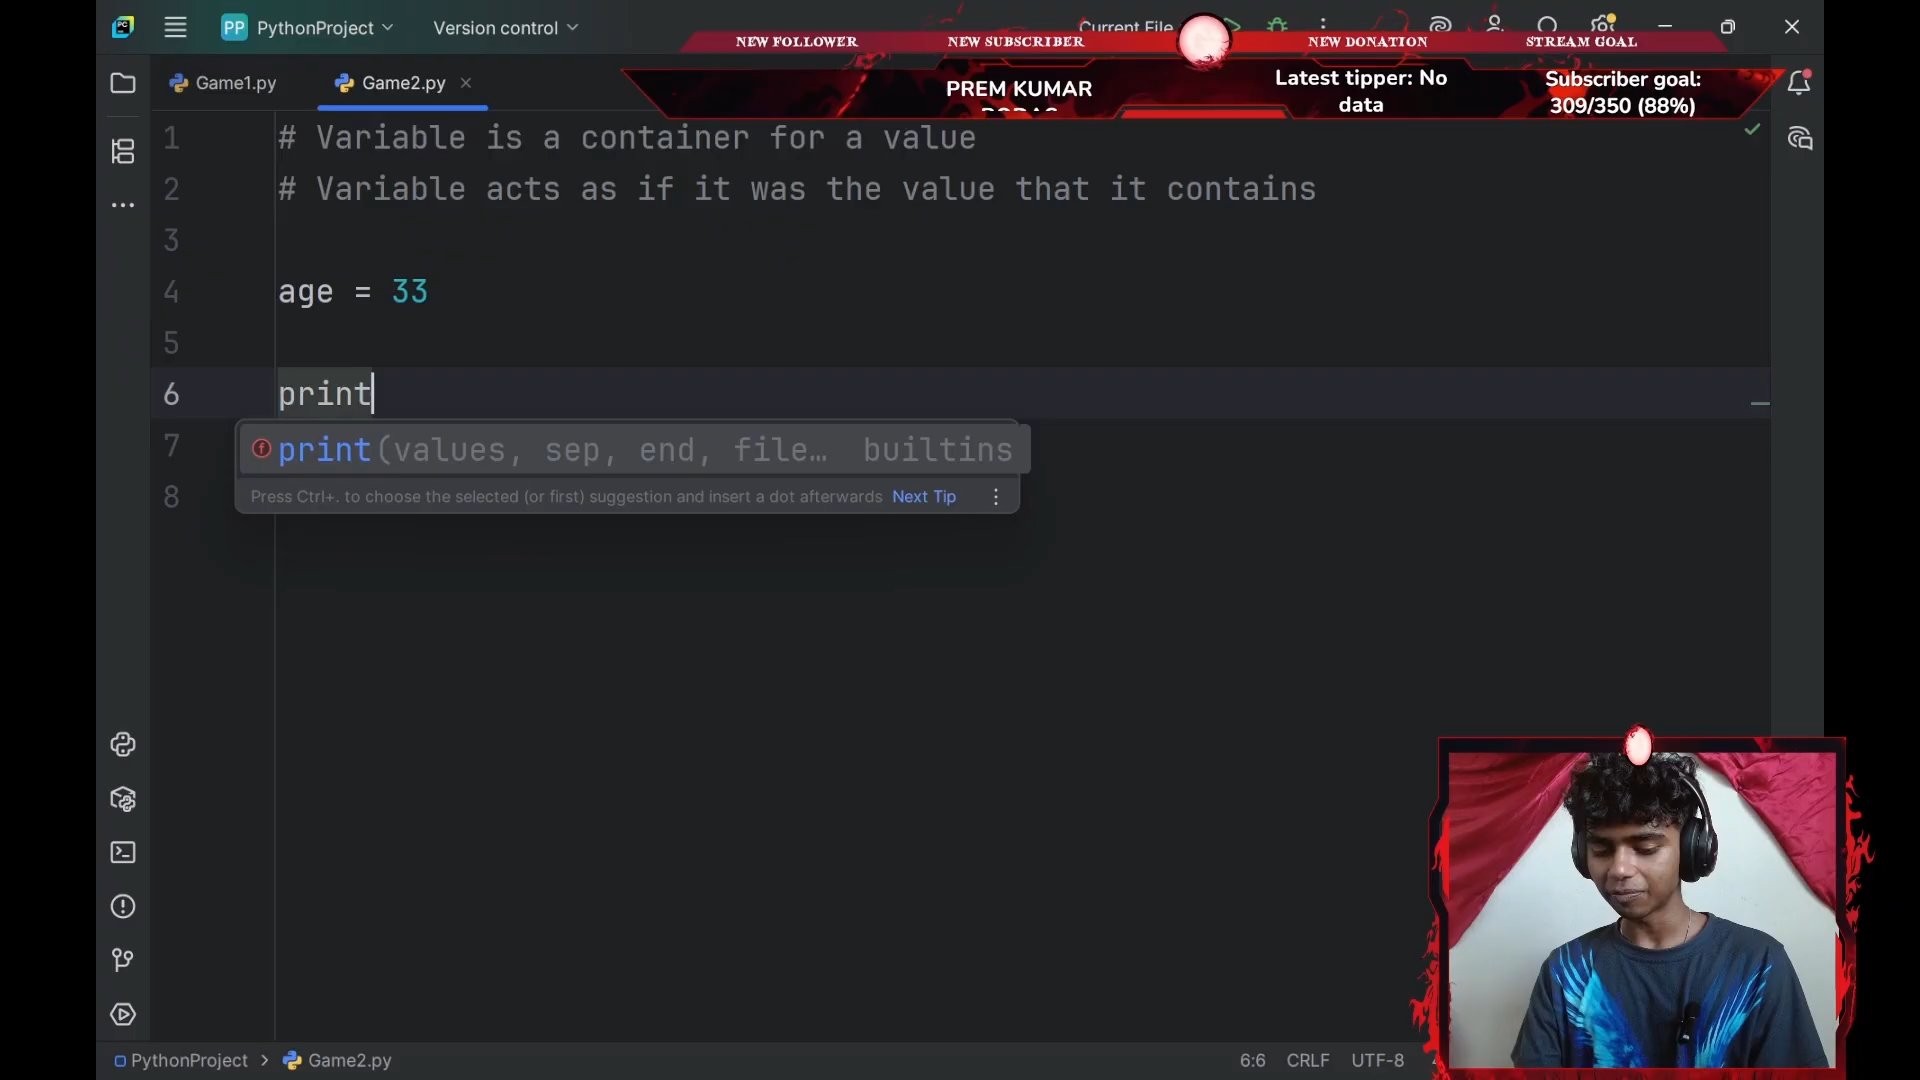 PP PythonProject Version control Current File
NEW FOLLOWER NEW SUBSCRIBER NEW DONATION STREAM GOAL
Game1.py Game2.py
PREM KUMAR
Latest tipper: No
data
Subscriber goal:
309/350 (88%)
1 # Variable is a container for a value
2 # Variable acts as if it was the value that it contains
3
4 age = 33
5
6 print
7 print(values, sep, end, file… builtins
Press Ctrl+. to choose the selected (or first) suggestion and insert a dot afterwards Next Tip
8
PythonProject > Game2.py 6:6 CRLF UTF-8